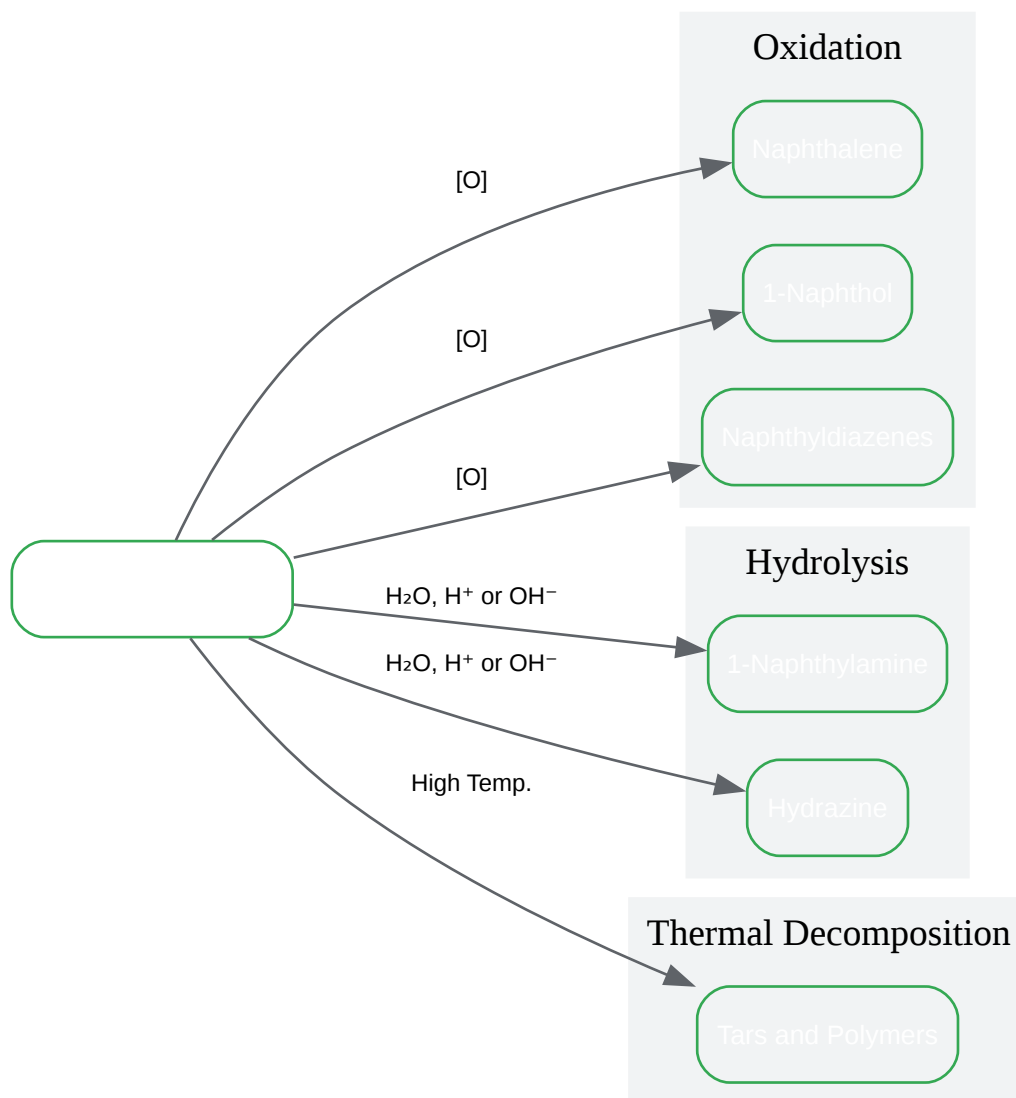 Oxidation
Naphthalene
[O]
1-Naphthol
[O]
Naphthyldiazenes
[O]
Hydrolysis
H₂O, H⁺ or OH⁻
1-Naphthylamine
H₂O, H⁺ or OH⁻
Hydrazine
High Temp.
Thermal Decomposition
Tars and Polymers